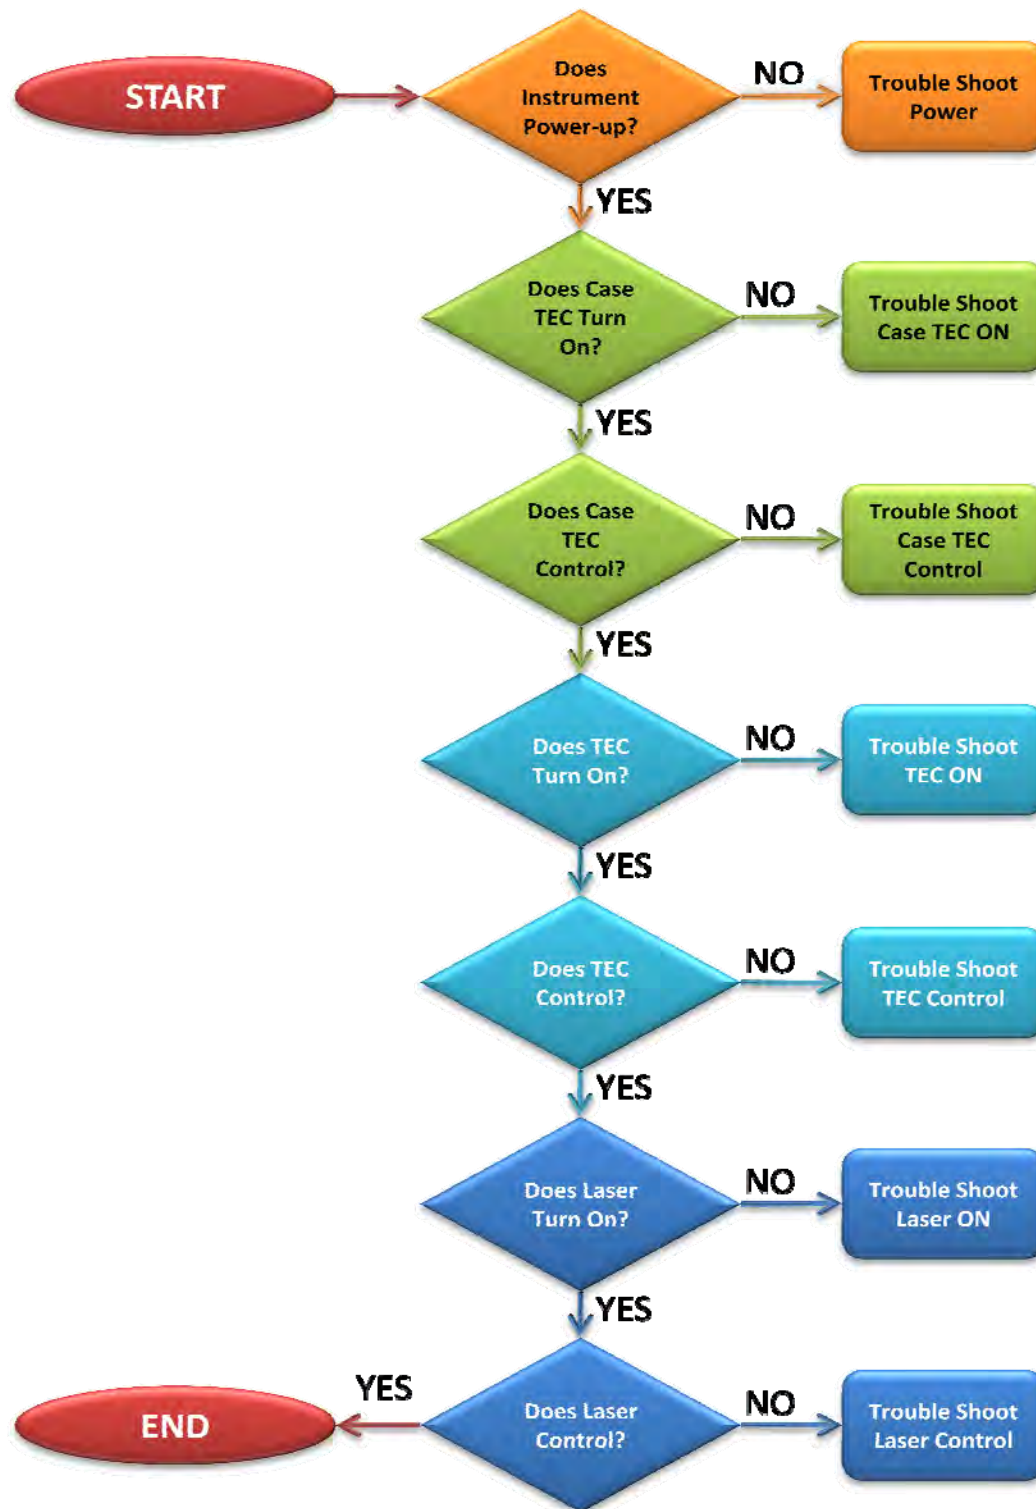 START
Does
Instrument
Power-up?
NO
Trouble Shoot
Power
YES
Does Case
TEC Turn
On?
NO
Trouble Shoot
Case TEC ON
YES
Does Case
TEC
Control?
NO
Trouble Shoot
Case TEC
Control
YES
Does TEC
Turn On?
NO
Trouble Shoot
TEC ON
YES
Does TEC
Control?
NO
Trouble Shoot
TEC Control
YES
Does Laser
Turn On?
NO
Trouble Shoot
Laser ON
YES
END
YES
Does Laser
Control?
NO
Trouble Shoot
Laser Control